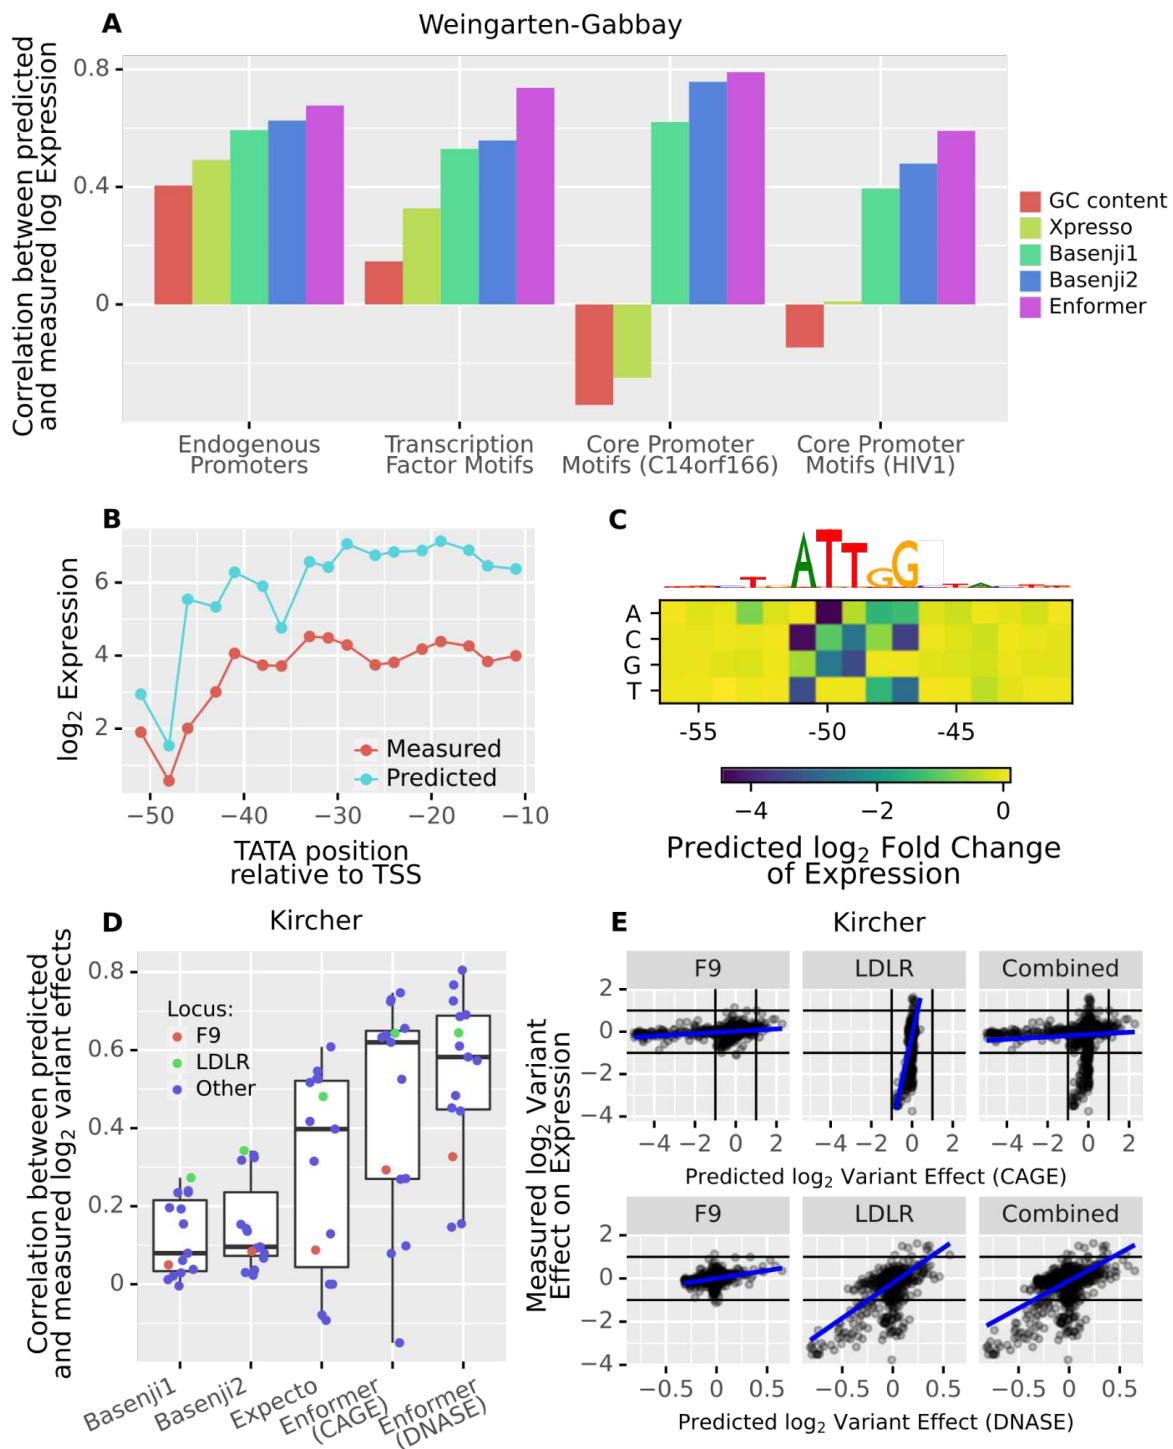 A
Weingarten-Gabbay
Correlation between predicted
and measured log Expression
0.8
0.4
0
Endogenous
Promoters
Transcription
Factor Motifs
Core Promoter
Motifs (C14orf166)
Core Promoter
Motifs (HIV1)
GC content
Xpresso
Basenji1
Basenji2
Enformer
B
log2 Expression
6
4
2
Measured
Predicted
−50
−40
−30
−20
−10
TATA position
relative to TSS
C
ATTGG
A
C
G
T
-55
-50
-45
−4
−2
0
Predicted log2 Fold Change
of Expression
D
Kircher
Correlation between predicted
and measured log2 variant effects
0.8
0.6
0.4
0.2
0
Locus:
F9
LDLR
Other
Basenji1
Basenji2
Expecto
Enformer
(CAGE)
Enformer
(DNASE)
E
Kircher
Measured log2 Variant
Effect on Expression
F9
LDLR
Combined
2
0
−2
−4
−4
−2
0
2
−4
−2
0
2
−4
−2
0
2
Predicted log2 Variant Effect (CAGE)
F9
LDLR
Combined
2
0
−2
−4
−0.5
0
0.5
−0.5
0
0.5
−0.5
0
0.5
Predicted log2 Variant Effect (DNASE)